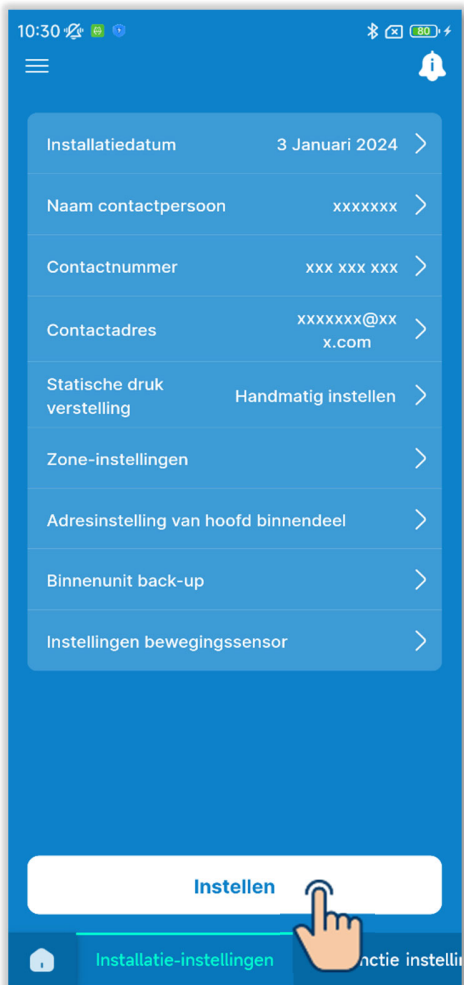 10:30
80
Installatiedatum 3 Januari 2024
Naam contactpersoon xxxxxxx
Contactnummer xxx xxx xxx
Contactadres xxxxxxx@xx
x.com
Statische druk
verstelling Handmatig instellen
Zone-instellingen
Adresinstelling van hoofd binnendeel
Binnenunit back-up
Instellingen bewegingssensor
Instellen
Installatie-instellingen nctie instellin